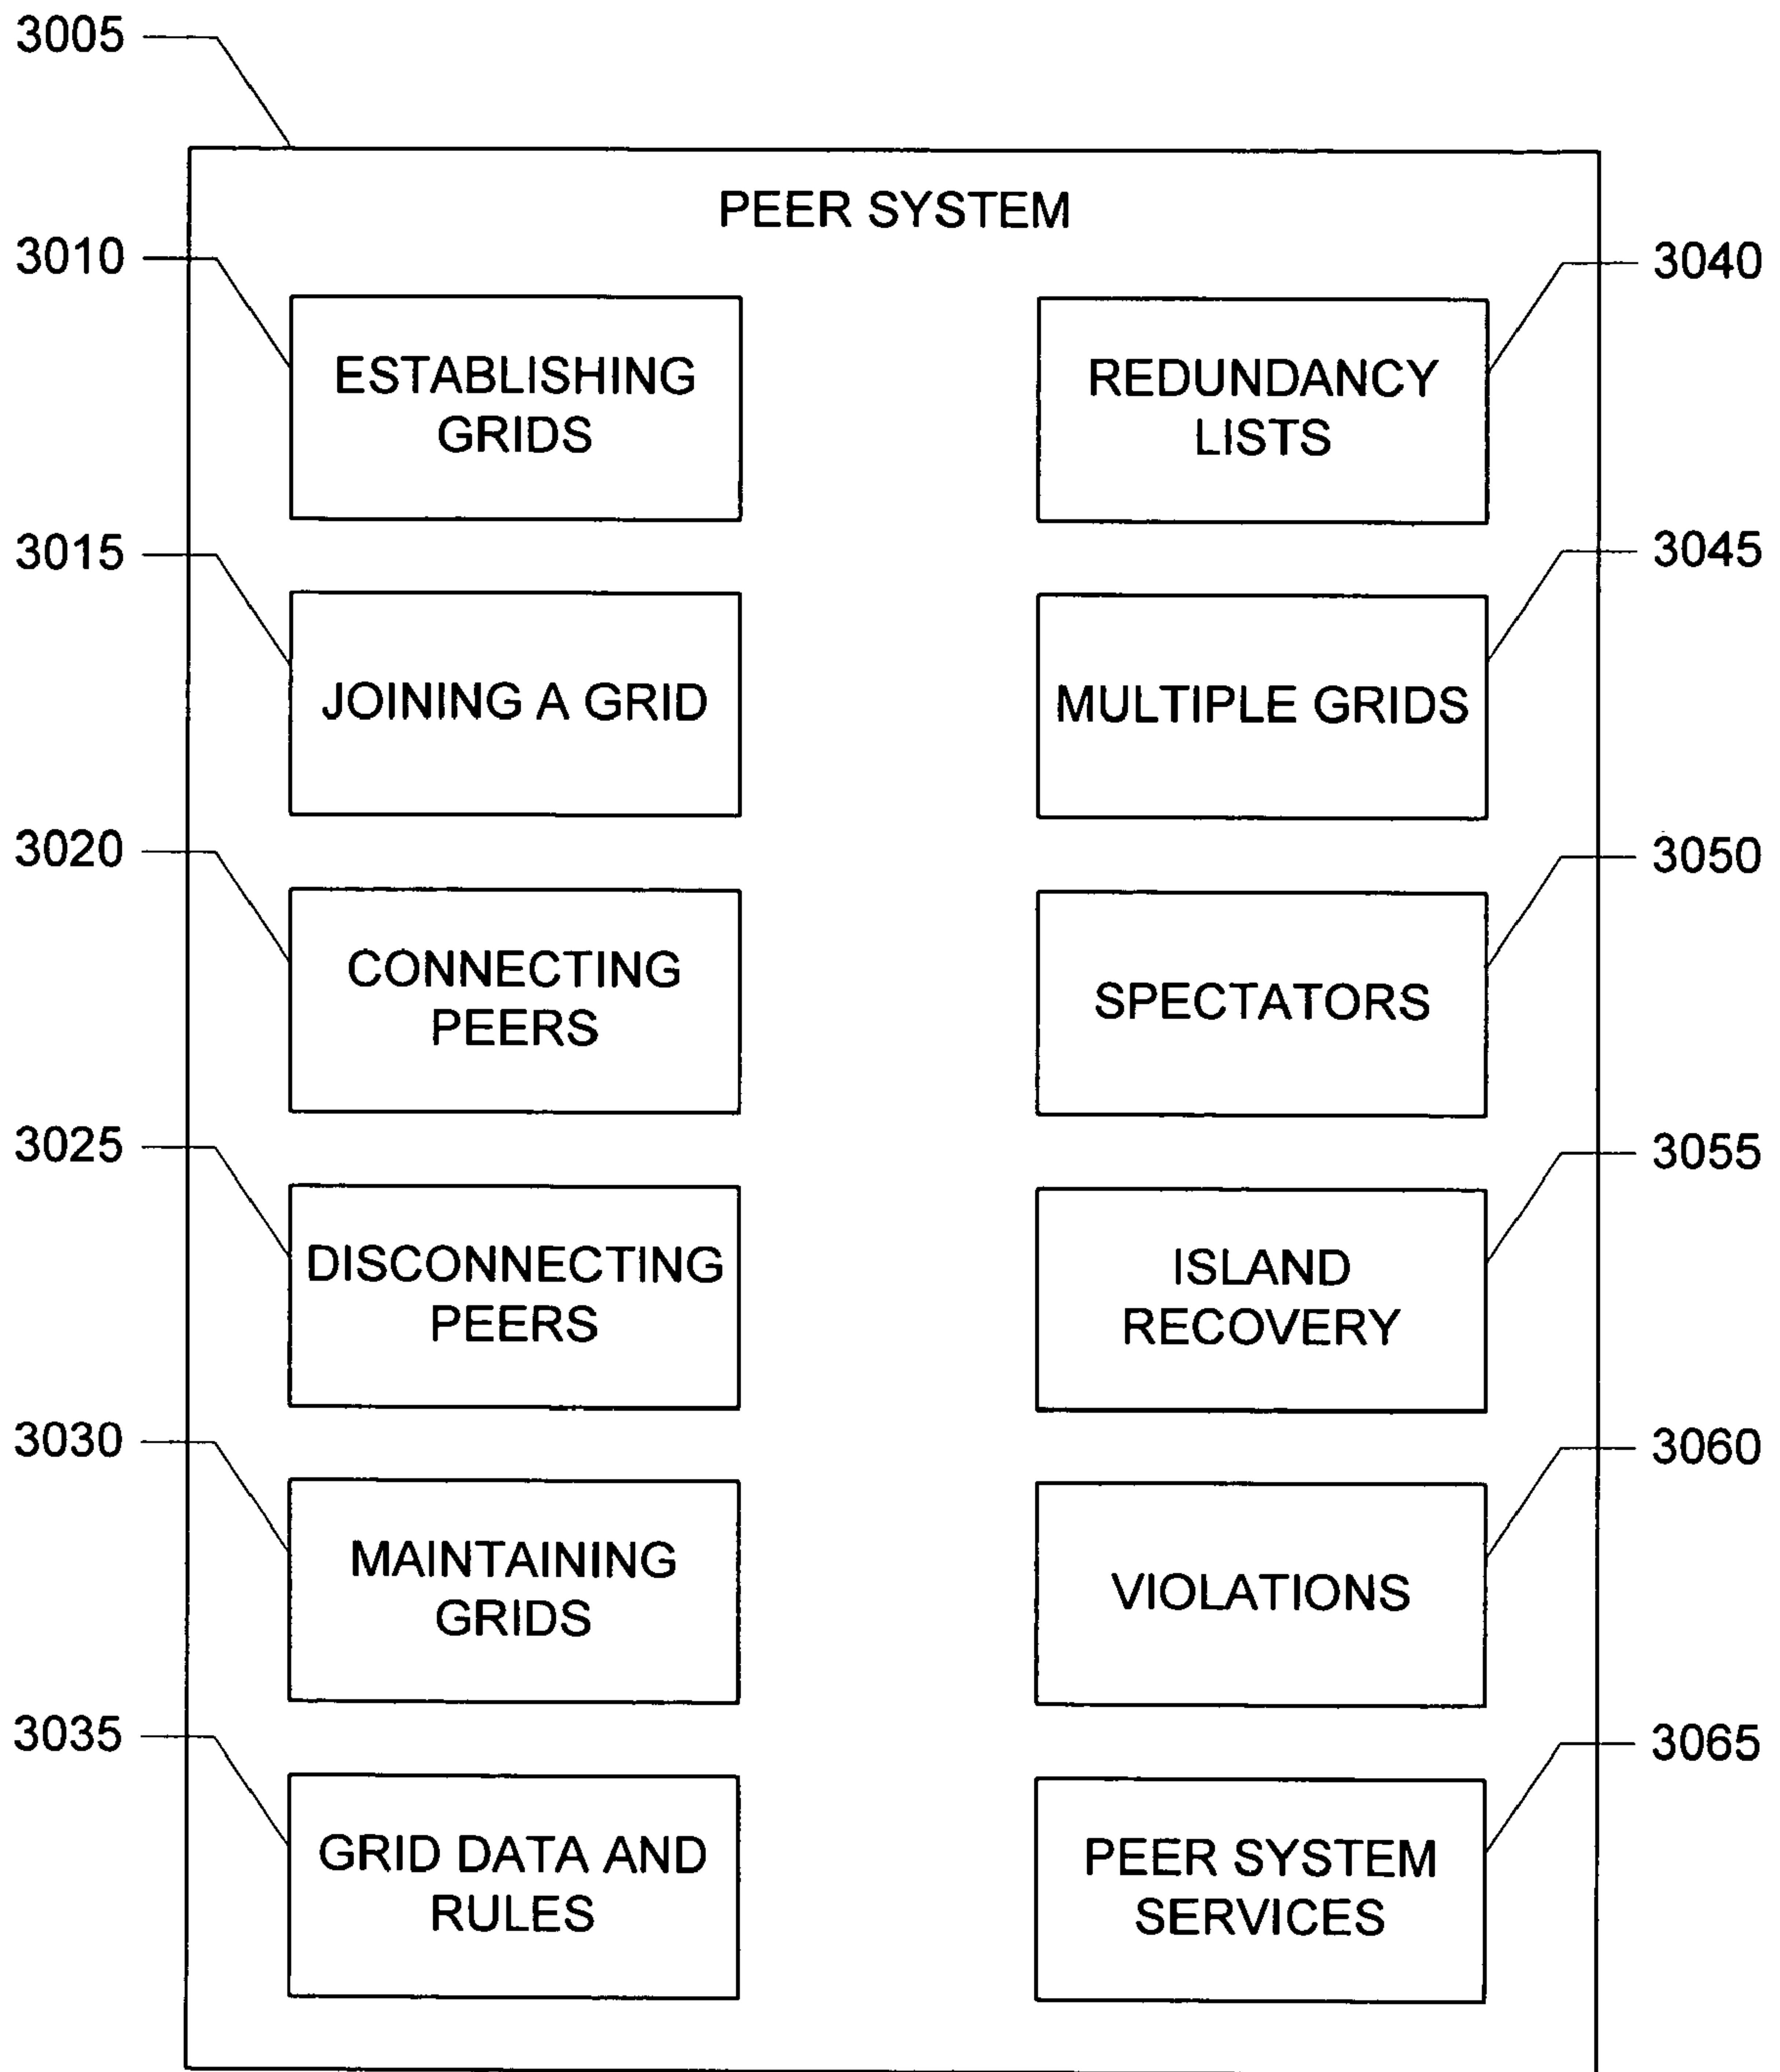 3005
PEER SYSTEM
3010
ESTABLISHING
GRIDS
3015
JOINING A GRID
3020
CONNECTING
PEERS
3025
DISCONNECTING
PEERS
3030
MAINTAINING
GRIDS
3035
GRID DATA AND
RULES
3040
REDUNDANCY
LISTS
3045
MULTIPLE GRIDS
3050
SPECTATORS
3055
ISLAND
RECOVERY
3060
VIOLATIONS
3065
PEER SYSTEM
SERVICES